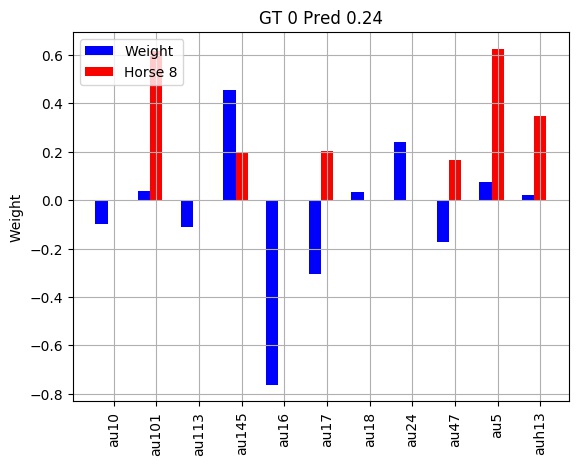 GT 0 Pred 0.24
Weight
Horse 8
Weight
0.6
0.4
0.2
0.0
−0.2
−0.4
−0.6
−0.8
au10
au101
au113
au145
au16
au17
au18
au24
au47
au5
auh13